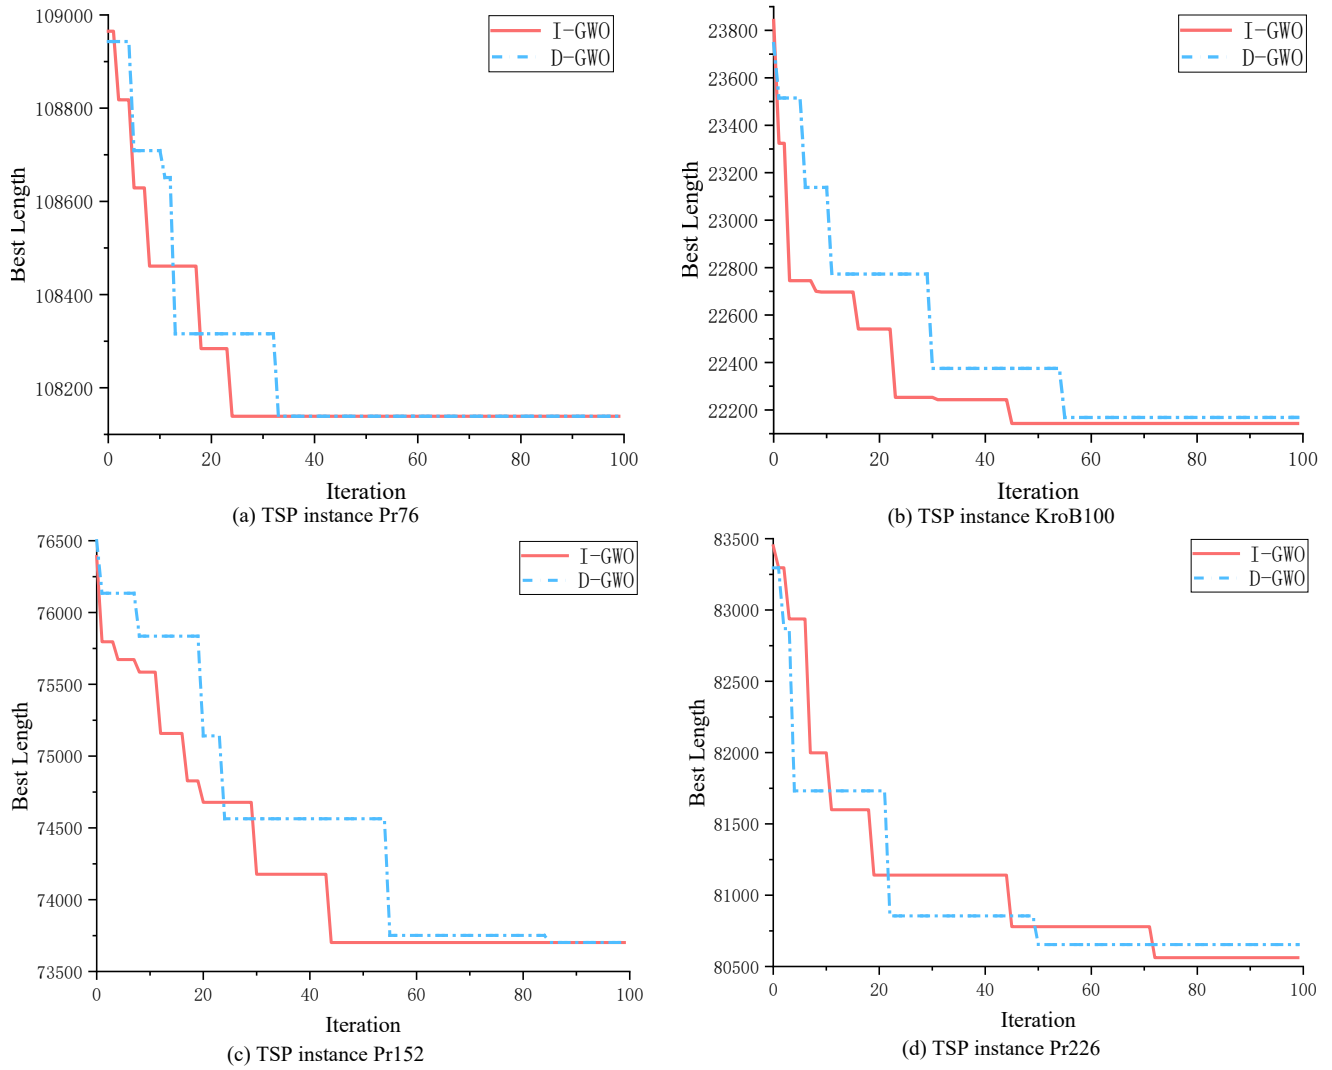 109000
108800
108600
108400
108200
Best Length
I-GWO
D-GWO
0 20 40 60 80 100
Iteration
(a) TSP instance Pr76
23800
23600
23400
23200
23000
22800
22600
22400
22200
Best Length
I-GWO
D-GWO
0 20 40 60 80 100
Iteration
(b) TSP instance KroB100
76500
76000
75500
75000
74500
74000
73500
Best Length
I-GWO
D-GWO
0 20 40 60 80 100
Iteration
(c) TSP instance Pr152
83500
83000
82500
82000
81500
81000
80500
Best Length
I-GWO
D-GWO
0 20 40 60 80 100
Iteration
(d) TSP instance Pr226